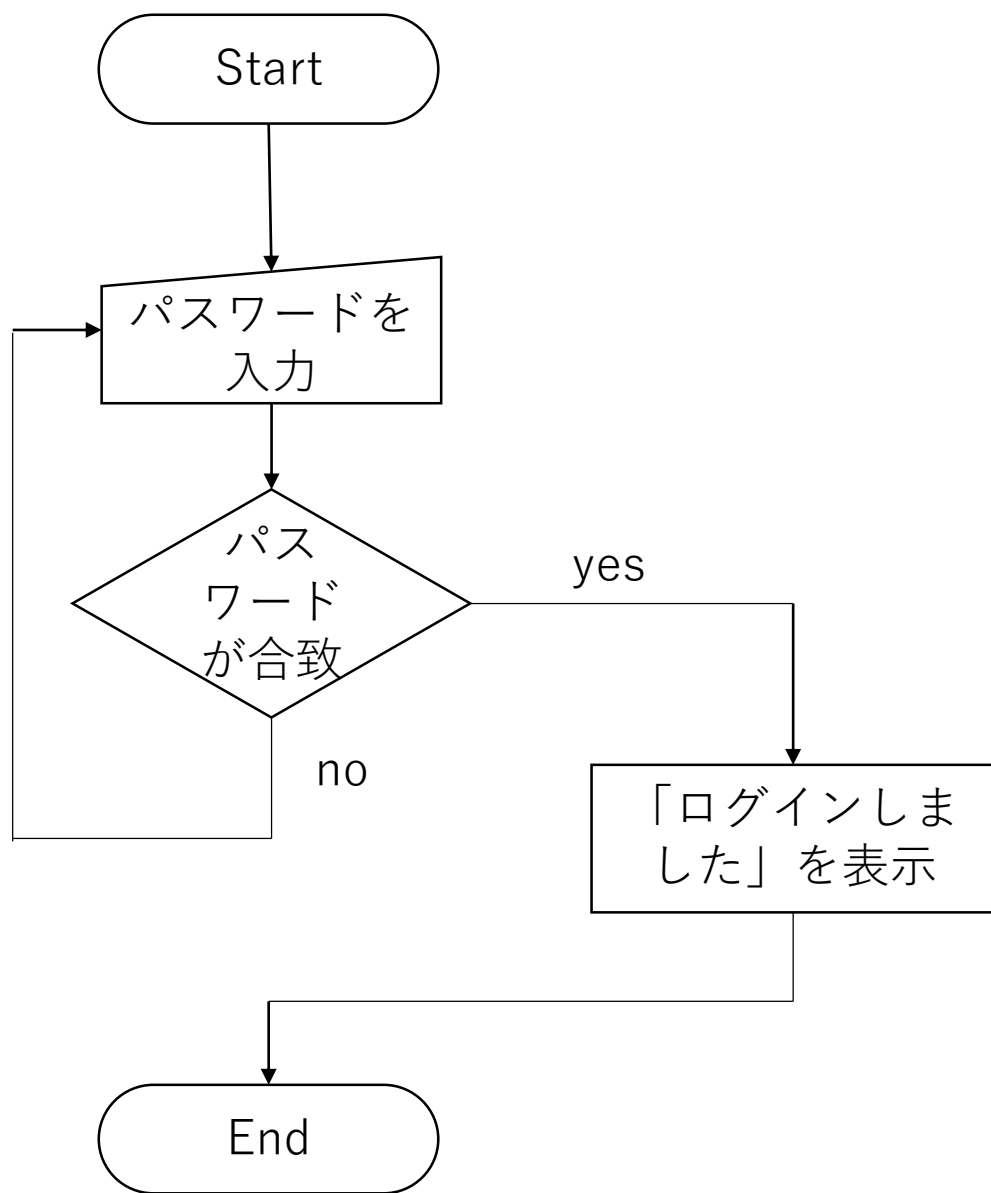 Start
パスワードを
入力
パス
ワード
が合致
yes
no
「ログインしま
した」を表示
End